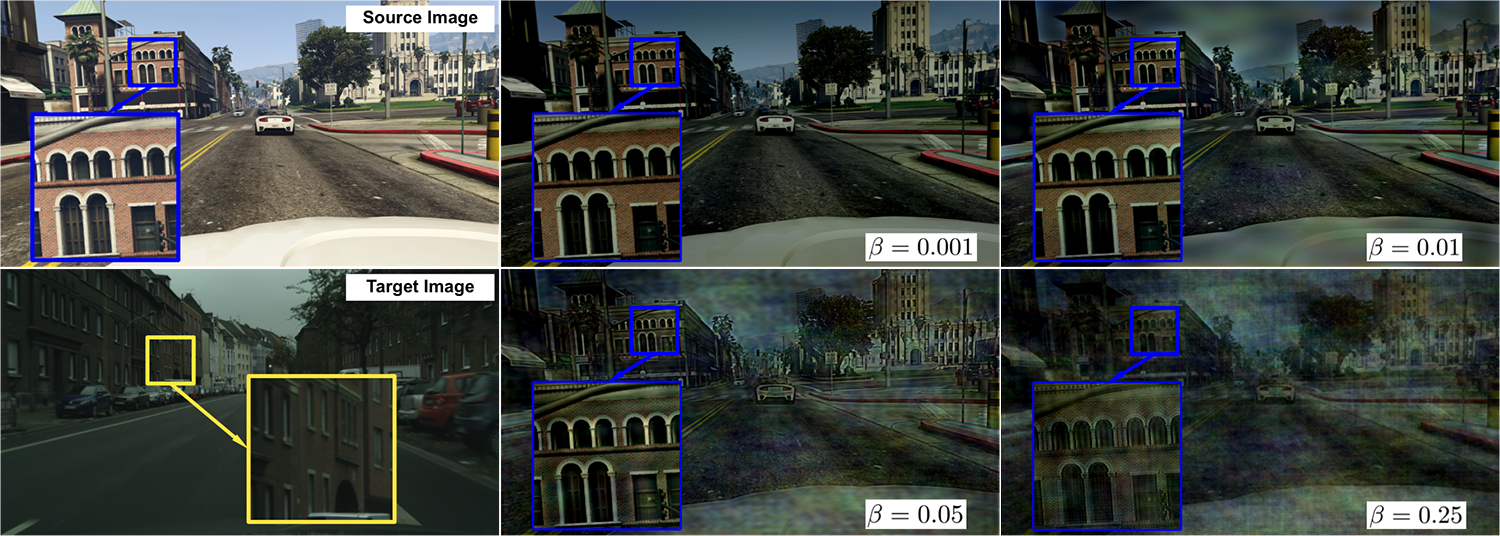 Source Image
β = 0.001
β = 0.01
Target Image
β = 0.05
β = 0.25